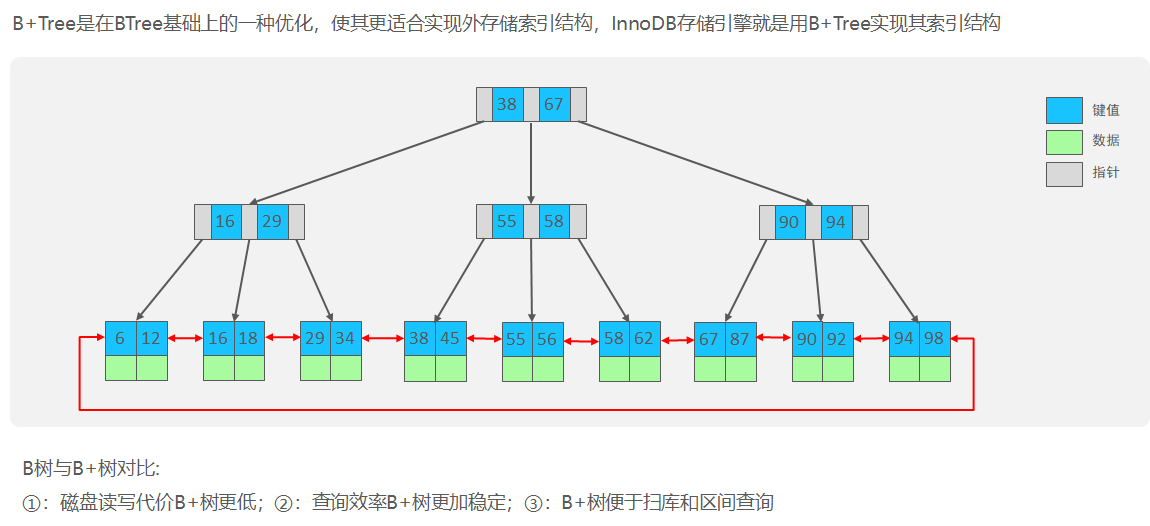 B+Tree是在BTree基础上的一种优化，使其更适合实现外存储索引结构，InnoDB存储引擎就是用B+Tree实现其索引结构
38 67
键值
数据
指针
16 29
55 58
90 94
6 12 16 18 29 34 38 45 55 56 58 62 67 87 90 92 94 98
B树与B+树对比:
①：磁盘读写代价B+树更低；②：查询效率B+树更加稳定；③：B+树便于扫库和区间查询